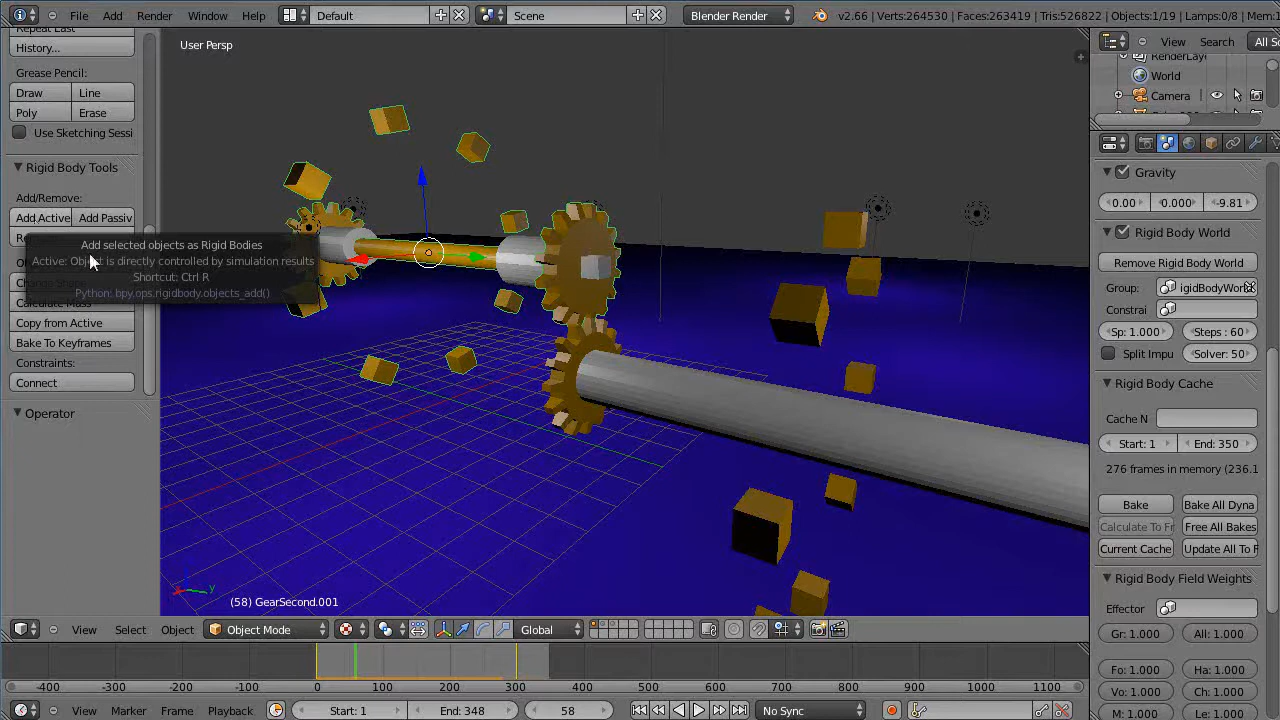 File Add Render Window Help Default Scene Blender Render v2.66 | Verts:264530 | Faces:263419 | Tris:526822 | Objects:1/19 | Lamps:0/8 | Mem:1
View Search All S
Repeat Last
History...
Grease Pencil:
Draw Line
Poly Erase
Use Sketching Sessi
Rigid Body Tools
Add/Remove:
Add Active Add Passiv
Add selected objects as Rigid Bodies
Active: Object is directly controlled by simulation results
Shortcut: Ctrl R
Python: bpy.ops.rigidbody.objects_add()
Calculate Mass
Copy from Active
Bake To Keyframes
Constraints:
Connect
Operator
User Persp
(58) GearSecond.001
RenderLay
World
Camera
Gravity
0.00 0.000 -9.81
Rigid Body World
Remove Rigid Body World
Group: igidBodyWorld
Constrai
Sp: 1.000 Steps: 60
Split Impu Solver: 50
Rigid Body Cache
Cache N
Start: 1 End: 350
276 frames in memory (236.1
Bake Bake All Dyna
Calculate To Fr Free All Bakes
Current Cache Update All To F
Rigid Body Field Weights
Effector
Gr: 1.000 All: 1.000
Fo: 1.000 Ha: 1.000
Vo: 1.000 Ch: 1.000
Ma: 1.000 Le: 1.000
View Select Object Object Mode Global
-400 -300 -200 -100 0 100 200 300 400 500 600 700 800 900 1000 1100
View Marker Frame Playback Start: 1 End: 348 58 No Sync